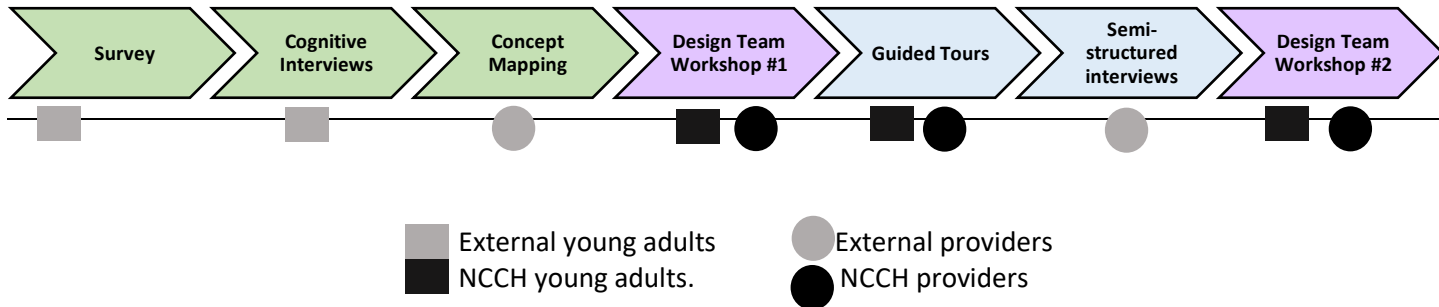 Survey
Cognitive
Interviews
Concept
Mapping
Design Team
Workshop #1
Guided Tours
Semi-
structured
interviews
Design Team
Workshop #2
External young adults
External providers
NCCH young adults.
NCCH providers